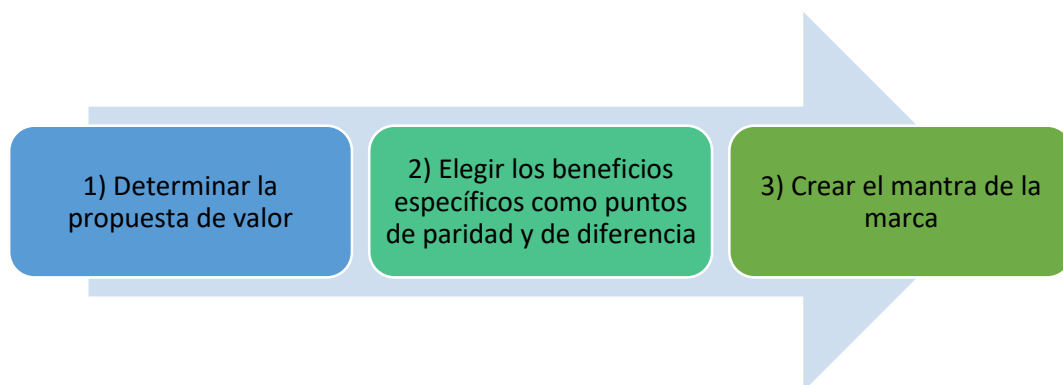 1) Determinar la
propuesta de valor
2) Elegir los beneficios
específicos como puntos
de paridad y de diferencia
3) Crear el mantra de la
marca